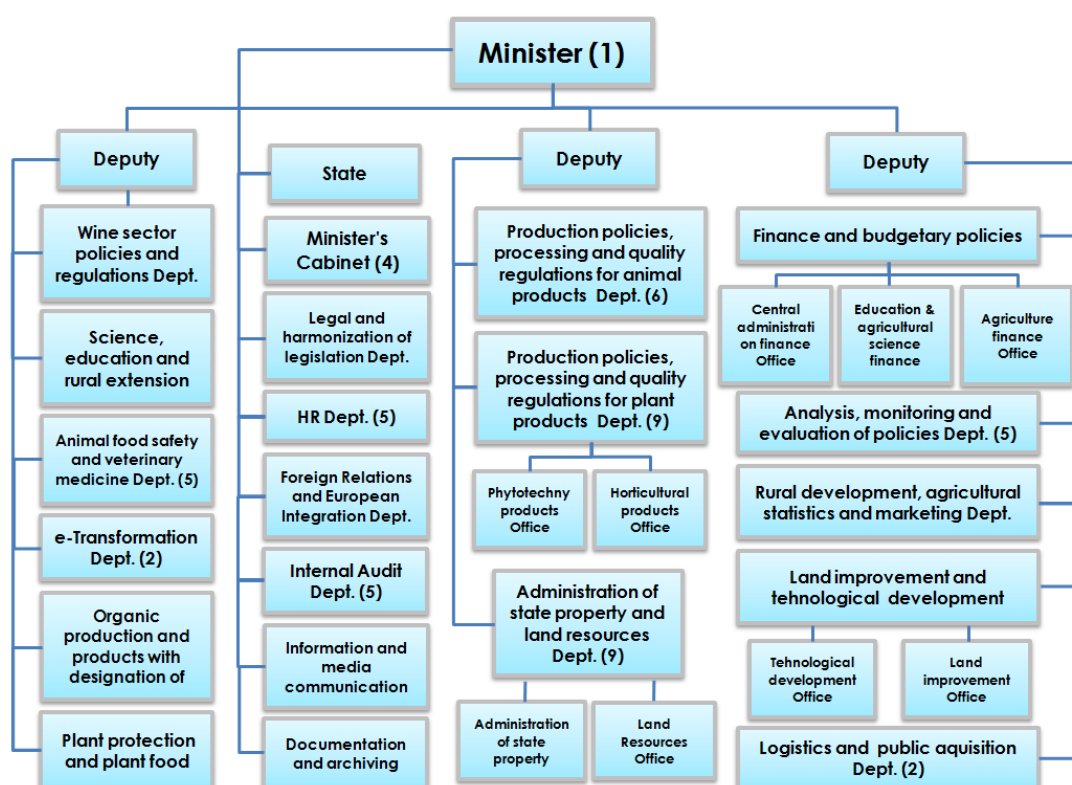 Minister (1)
Deputy
Wine sector
policies and
regulations Dept.
Science,
education and
rural extension
Animal food safety
and veterinary
medicine Dept. (5)
e-Transformation
Dept. (2)
Organic
production and
products with
designation of
Plant protection
and plant food
State
Minister's
Cabinet (4)
Legal and
harmonization of
legislation Dept.
HR Dept. (5)
Foreign Relations
and European
Integration Dept.
Internal Audit
Dept. (5)
Information and
media
communication
Documentation
and archiving
Deputy
Production policies,
processing and quality
regulations for animal
products Dept. (6)
Production policies,
processing and quality
regulations for plant
products Dept. (9)
Phytotechny
products
Office
Horticultural
products
Office
Administration of
state property and
land resources
Dept. (9)
Administration
of state
property
Land
Resources
Office
Deputy
Finance and budgetary policies
Central
administrati
on finance
Office
Education &
agricultural
science
finance
Agriculture
finance
Office
Analysis, monitoring and
evaluation of policies Dept. (5)
Rural development, agricultural
statistics and marketing Dept.
Land improvement and
tehnological development
Tehnological
development
Office
Land
improvement
Office
Logistics and public aquisition
Dept. (2)